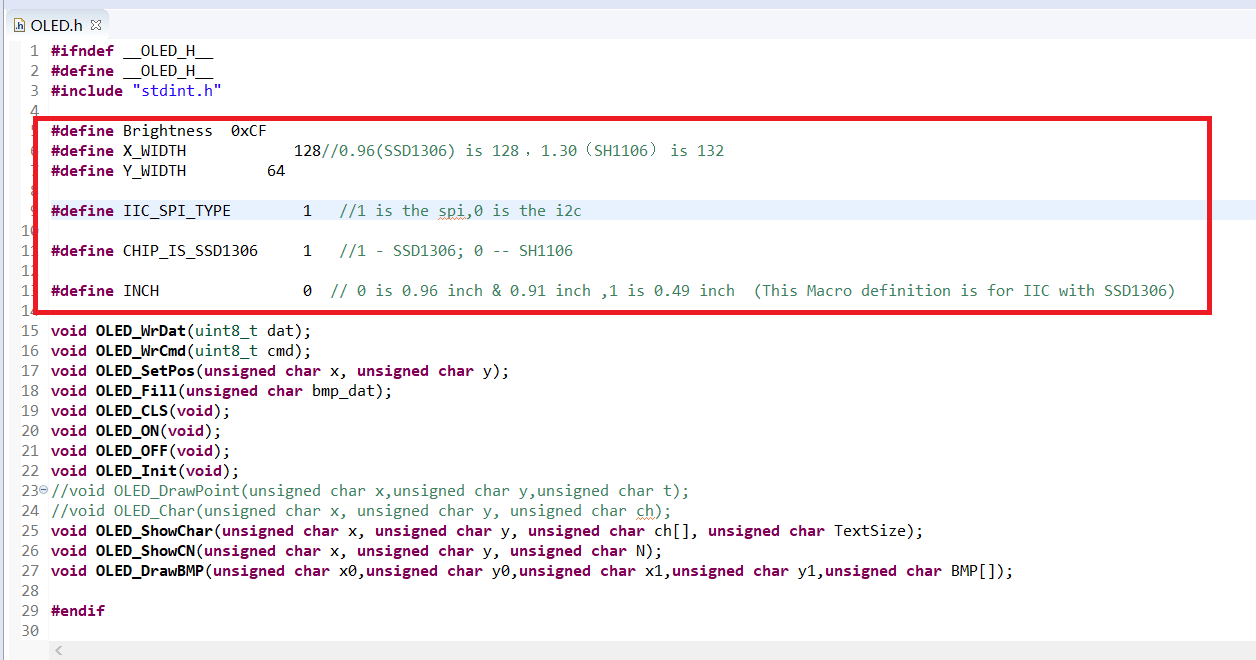 OLED.h
1 #ifndef __OLED_H__
2 #define __OLED_H__
3 #include "stdint.h"
4
5 #define Brightness 0xCF
6 #define X_WIDTH 128//0.96(SSD1306) is 128 ，1.30（SH1106） is 132
7 #define Y_WIDTH 64
8
9 #define IIC_SPI_TYPE 1 //1 is the spi,0 is the i2c
10
11 #define CHIP_IS_SSD1306 1 //1 - SSD1306; 0 -- SH1106
12
13 #define INCH 0 // 0 is 0.96 inch & 0.91 inch ,1 is 0.49 inch (This Macro definition is for IIC with SSD1306)
14
15 void OLED_WrDat(uint8_t dat);
16 void OLED_WrCmd(uint8_t cmd);
17 void OLED_SetPos(unsigned char x, unsigned char y);
18 void OLED_Fill(unsigned char bmp_dat);
19 void OLED_CLS(void);
20 void OLED_ON(void);
21 void OLED_OFF(void);
22 void OLED_Init(void);
23 //void OLED_DrawPoint(unsigned char x,unsigned char y,unsigned char t);
24 //void OLED_Char(unsigned char x, unsigned char y, unsigned char ch);
25 void OLED_ShowChar(unsigned char x, unsigned char y, unsigned char ch[], unsigned char TextSize);
26 void OLED_ShowCN(unsigned char x, unsigned char y, unsigned char N);
27 void OLED_DrawBMP(unsigned char x0,unsigned char y0,unsigned char x1,unsigned char y1,unsigned char BMP[]);
28
29 #endif
30